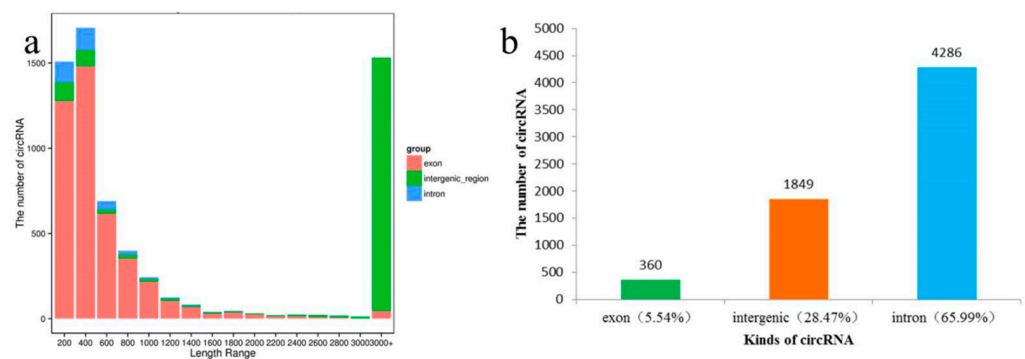 a
The number of circRNA
1500
1000
500
0
200 400 600 800 1000 1200 1400 1600 1800 2000 2200 2400 2600 2800 3000 3000+
Length Range
group
exon
intergenic_region
intron
b
The number of circRNA
5000
4500
4000
3500
3000
2500
2000
1500
1000
500
0
360
1849
4286
exon（5.54%） intergenic（28.47%） intron（65.99%）
Kinds of circRNA